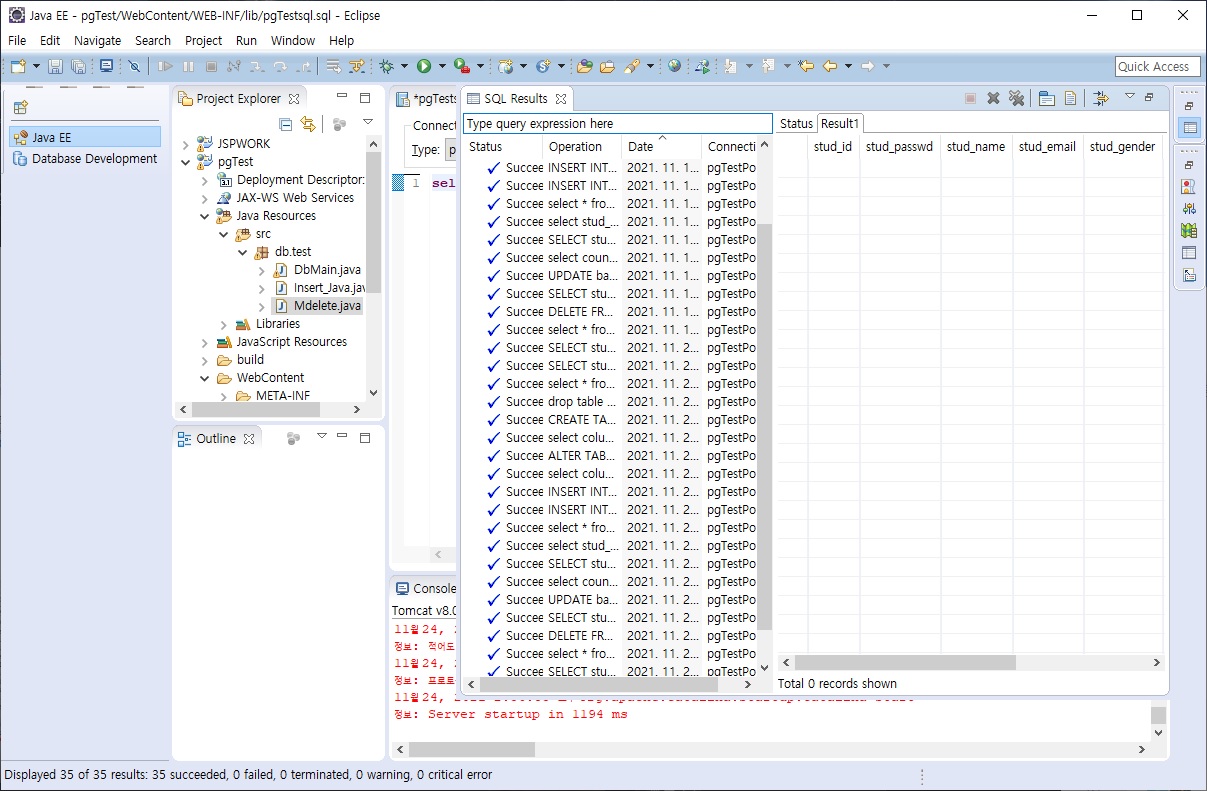 Java EE - pgTest/WebContent/WEB-INF/lib/pgTestsql.sql - Eclipse
File Edit Navigate Search Project Run Window Help
Quick Access
Java EE
Database Development
Project Explorer
JSPWORK
pgTest
Deployment Descriptor:
JAX-WS Web Services
Java Resources
src
db.test
DbMain.java
Insert_Java.jav
Mdelete.java
Libraries
JavaScript Resources
build
WebContent
META-INF
Outline
*pgTests
Connect
Type: p
1 sel
SQL Results
Type query expression here
Status Operation Date Connecti
Succee INSERT INT... 2021. 11. 1... pgTestPo
Succee INSERT INT... 2021. 11. 1... pgTestPo
Succee select * fro... 2021. 11. 1... pgTestPo
Succee select stud_... 2021. 11. 1... pgTestPo
Succee SELECT stu... 2021. 11. 1... pgTestPo
Succee select coun... 2021. 11. 1... pgTestPo
Succee UPDATE ba... 2021. 11. 1... pgTestPo
Succee SELECT stu... 2021. 11. 1... pgTestPo
Succee DELETE FR... 2021. 11. 1... pgTestPo
Succee select * fro... 2021. 11. 1... pgTestPo
Succee SELECT stu... 2021. 11. 2... pgTestPo
Succee SELECT stu... 2021. 11. 2... pgTestPo
Succee select * fro... 2021. 11. 2... pgTestPo
Succee drop table ... 2021. 11. 2... pgTestPo
Succee CREATE TA... 2021. 11. 2... pgTestPo
Succee select colu... 2021. 11. 2... pgTestPo
Succee ALTER TAB... 2021. 11. 2... pgTestPo
Succee select colu... 2021. 11. 2... pgTestPo
Succee INSERT INT... 2021. 11. 2... pgTestPo
Succee INSERT INT... 2021. 11. 2... pgTestPo
Succee select * fro... 2021. 11. 2... pgTestPo
Succee select stud_... 2021. 11. 2... pgTestPo
Succee SELECT stu... 2021. 11. 2... pgTestPo
Succee select coun... 2021. 11. 2... pgTestPo
Succee UPDATE ba... 2021. 11. 2... pgTestPo
Succee SELECT stu... 2021. 11. 2... pgTestPo
Succee DELETE FR... 2021. 11. 2... pgTestPo
Succee select * fro... 2021. 11. 2... pgTestPo
Succee SELECT stu... 2021. 11. 2... pgTestPo
Status Result1
stud_id stud_passwd stud_name stud_email stud_gender
Total 0 records shown
Console
Tomcat v8.0
11월 24, 2
정보: 적어도
11월 24, 2
정보: 프로토
11월 24,
정보: Server startup in 1194 ms
Displayed 35 of 35 results: 35 succeeded, 0 failed, 0 terminated, 0 warning, 0 critical error